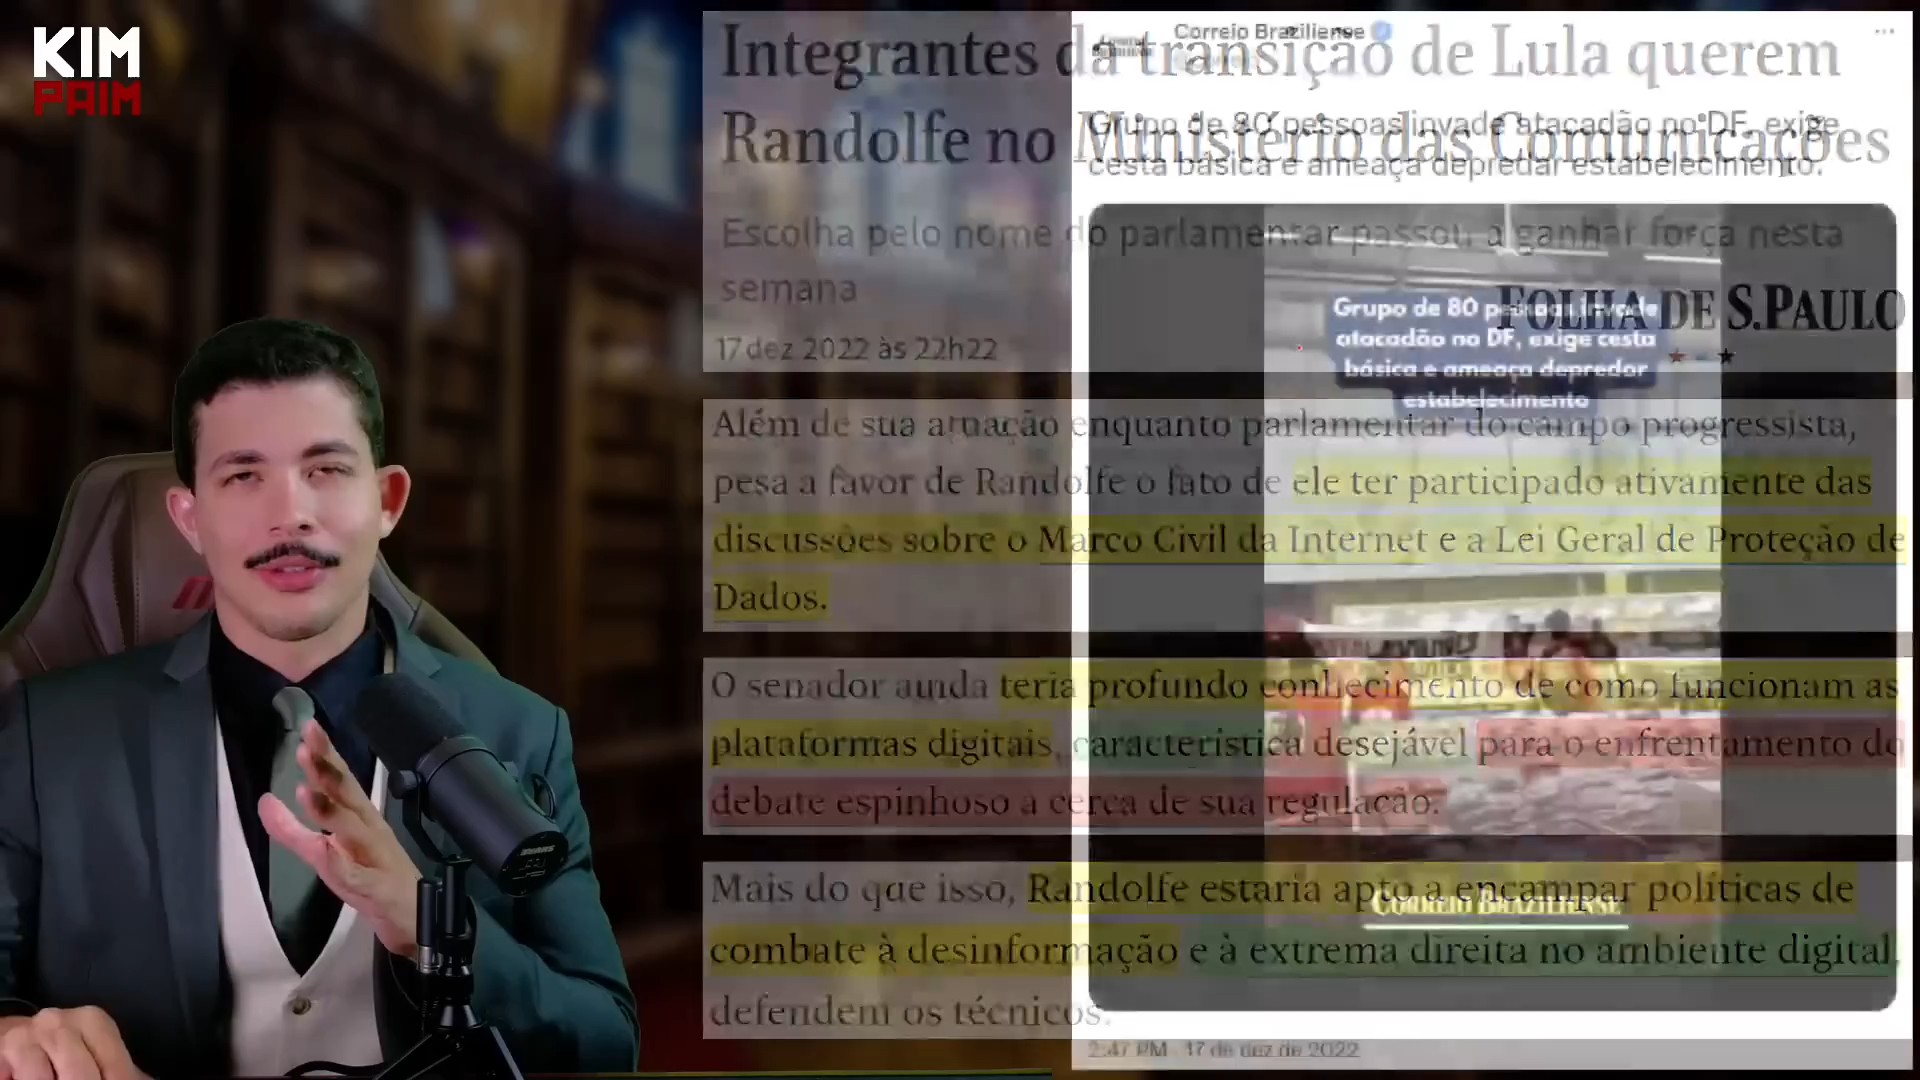 KIM
PAIM
Integrantes da transição de Lula querem
Randolfe no Ministério das Comunicações
Escolha pelo nome do parlamentar passou a ganhar força nesta
semana
17 dez 2022 às 22h22
FOLHA DE S.PAULO
Além de sua atuação enquanto parlamentar do campo progressista,
pesa a favor de Randolfe o fato de ele ter participado ativamente das
discussões sobre o Marco Civil da Internet e a Lei Geral de Proteção de
Dados.
O senador ainda teria profundo conhecimento de como funcionam as
plataformas digitais, característica desejável para o enfrentamento do
debate espinhoso a cerca de sua regulação.
Mais do que isso, Randolfe estaria apto a encampar políticas de
combate à desinformação e à extrema direita no ambiente digital,
defendem os técnicos.
Correio Braziliense
Grupo de 80 pessoas invade atacadão no DF, exige
cesta básica e ameaça depredar estabelecimento.
Grupo de 80 pessoas invade
atacadão no DF, exige cesta
básica e ameaça depredar
estabelecimento
CORREIO BRAZILIENSE
2:47 PM · 17 de dez de 2022